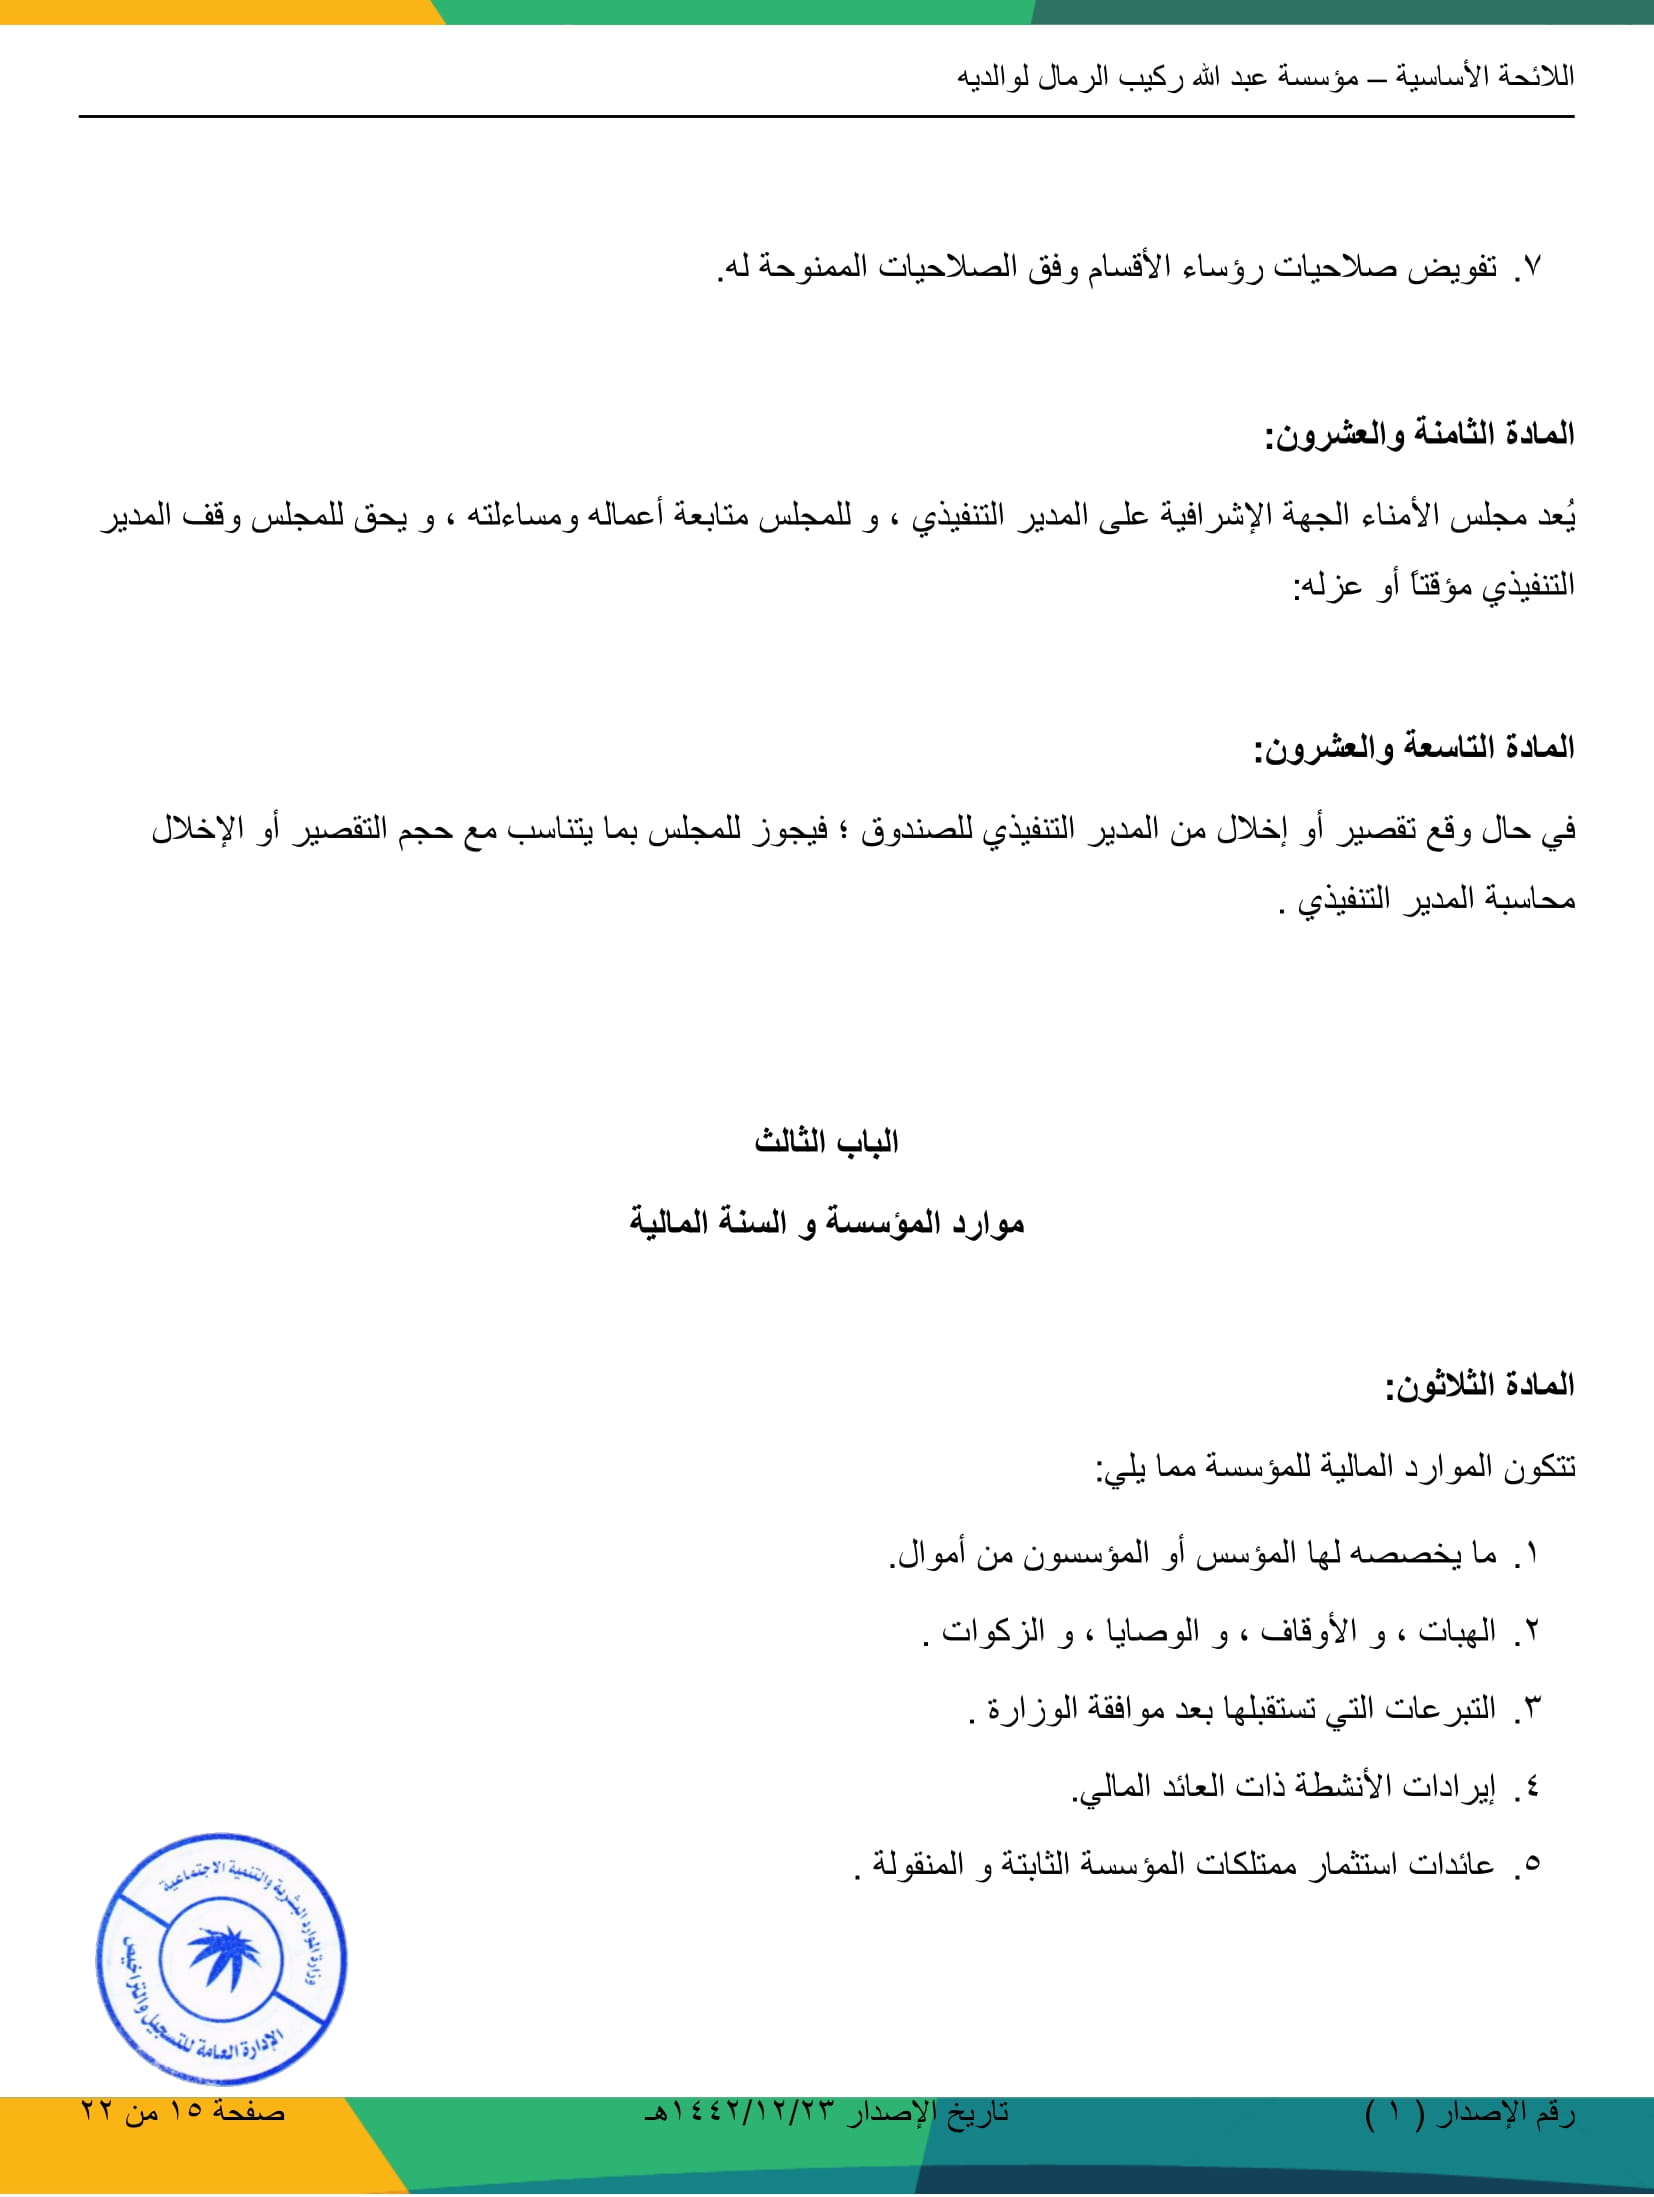 اللائحة الأساسية – مؤسسة عبد الله ركيب الرمال لوالديه
٧. تفويض صلاحيات رؤساء الأقسام وفق الصلاحيات الممنوحة له.
المادة الثامنة والعشرون:
يُعد مجلس الأمناء الجهة الإشرافية على المدير التنفيذي ، و للمجلس متابعة أعماله ومساءلته ، و يحق للمجلس وقف المدير
التنفيذي مؤقتاً أو عزله:
المادة التاسعة والعشرون:
في حال وقع تقصير أو إخلال من المدير التنفيذي للصندوق ؛ فيجوز للمجلس بما يتناسب مع حجم التقصير أو الإخلال
محاسبة المدير التنفيذي .
الباب الثالث
موارد المؤسسة و السنة المالية
المادة الثلاثون:
تتكون الموارد المالية للمؤسسة مما يلي:
١. ما يخصصه لها المؤسس أو المؤسسون من أموال.
٢. الهبات ، و الأوقاف ، و الوصايا ، و الزكوات .
٣. التبرعات التي تستقبلها بعد موافقة الوزارة .
٤. إيرادات الأنشطة ذات العائد المالي.
٥. عائدات استثمار ممتلكات المؤسسة الثابتة و المنقولة .
وزارة الموارد البشرية والتنمية الاجتماعية
الإدارة العامة للتسجيل والتراخيص
رقم الإصدار ( ١ )
تاريخ الإصدار ١٤٤٢/١٢/٢٣هـ
صفحة ١٥ من ٢٢